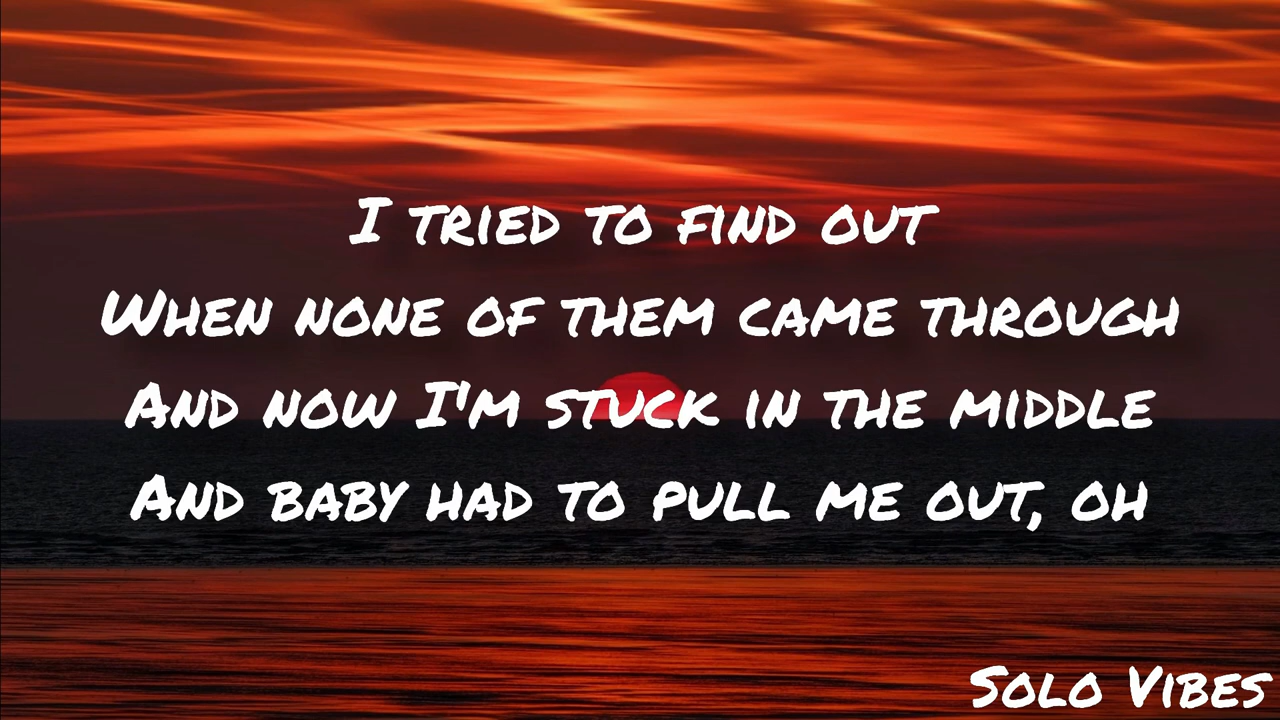 I TRIED TO FIND OUT
WHEN NONE OF THEM CAME THROUGH
AND NOW I'M STUCK IN THE MIDDLE
AND BABY HAD TO PULL ME OUT, OH
SOLO VIBES